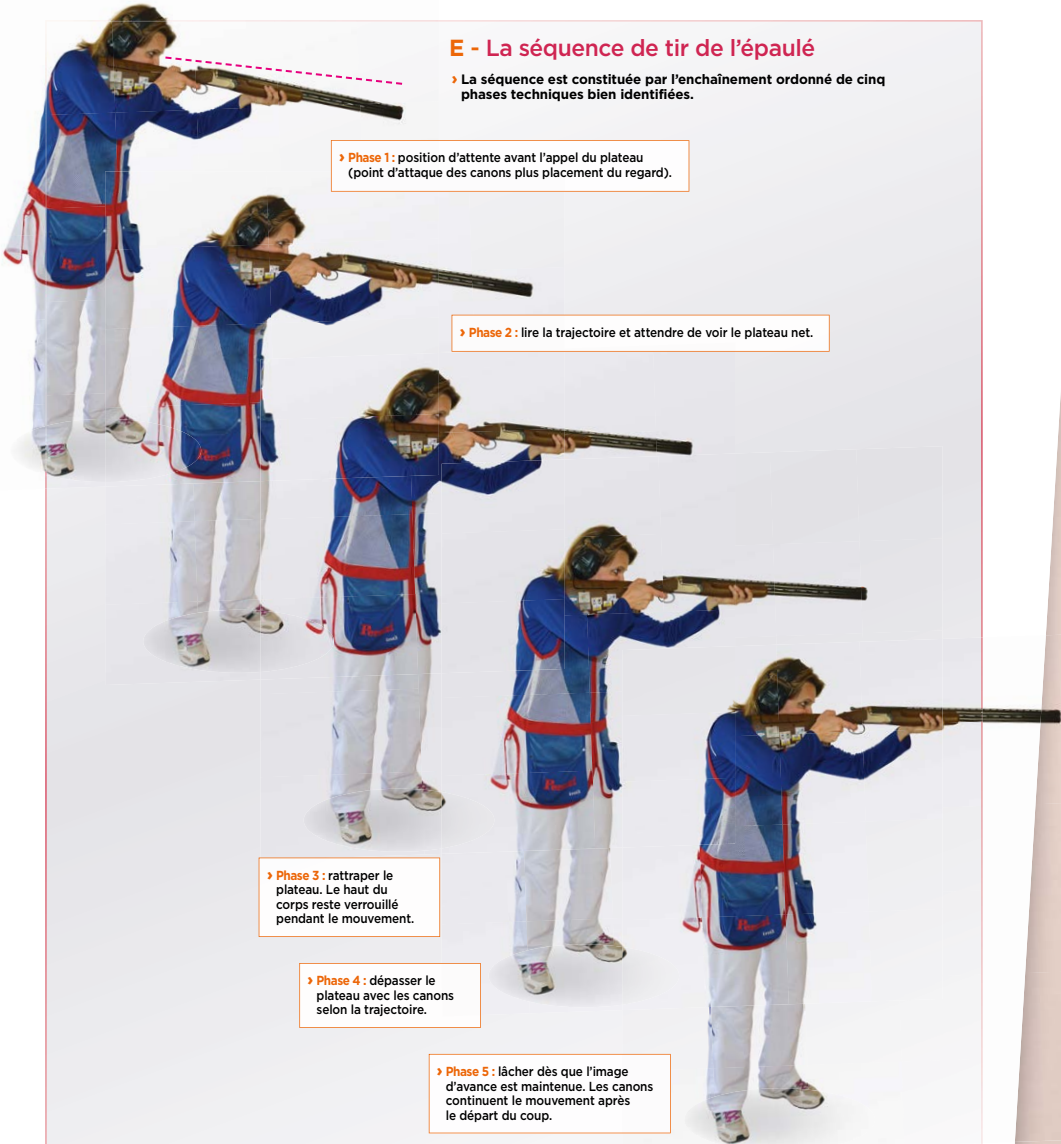 E - La séquence de tir de l'épaulé
› La séquence est constituée par l'enchaînement ordonné de cinq
phases techniques bien identifiées.
› Phase 1 : position d'attente avant l'appel du plateau
(point d'attaque des canons plus placement du regard).
› Phase 2 : lire la trajectoire et attendre de voir le plateau net.
› Phase 3 : rattraper le
plateau. Le haut du
corps reste verrouillé
pendant le mouvement.
› Phase 4 : dépasser le
plateau avec les canons
selon la trajectoire.
› Phase 5 : lâcher dès que l'image
d'avance est maintenue. Les canons
continuent le mouvement après
le départ du coup.